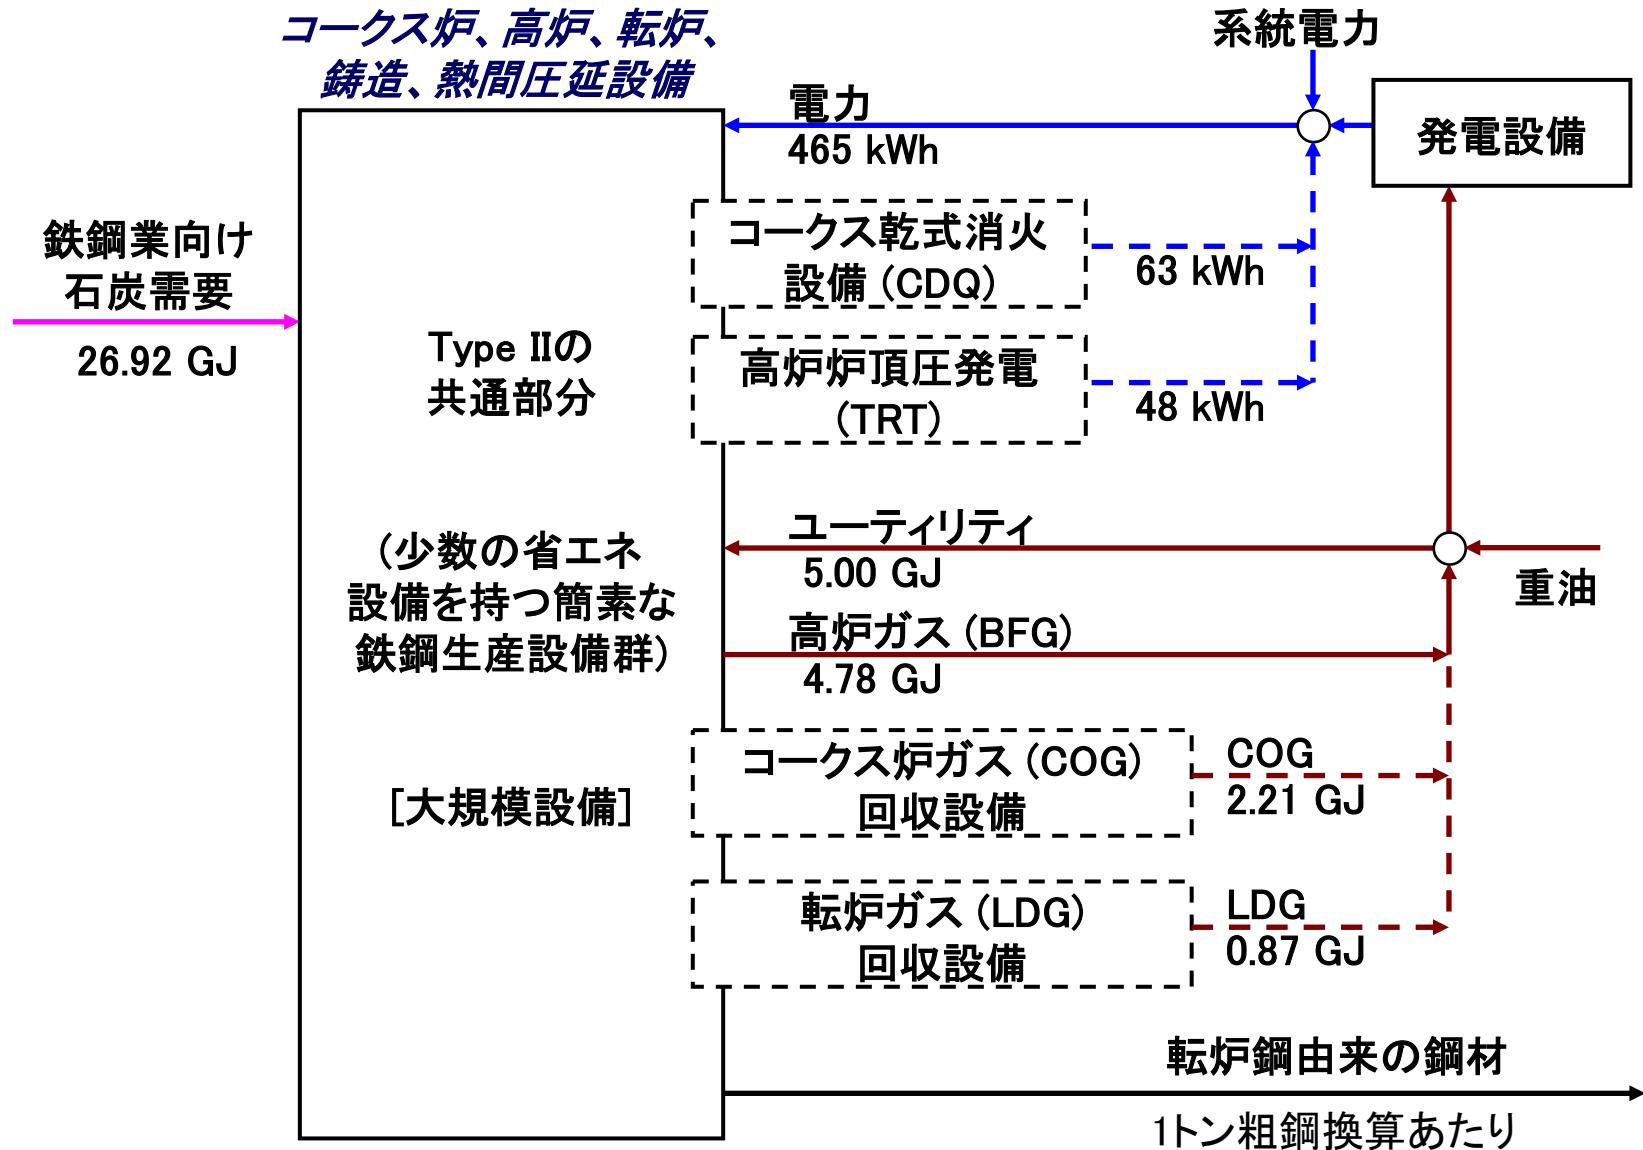 コークス炉、高炉、転炉、
鋳造、熱間圧延設備
系統電力
電力
465 kWh
発電設備
鉄鋼業向け
石炭需要
26.92 GJ
コークス乾式消火
設備(CDQ)
63 kWh
Type IIの
共通部分
高炉炉頂圧発電
(TRT)
48 kWh
(少数の省エネ
設備を持つ簡素な
鉄鋼生産設備群)
ユーティリティ
5.00 GJ
重油
高炉ガス(BFG)
4.78 GJ
[大規模設備]
コークス炉ガス(COG)
回収設備
COG
2.21 GJ
転炉ガス(LDG)
回収設備
LDG
0.87 GJ
転炉鋼由来の鋼材
1トン粗鋼換算あたり